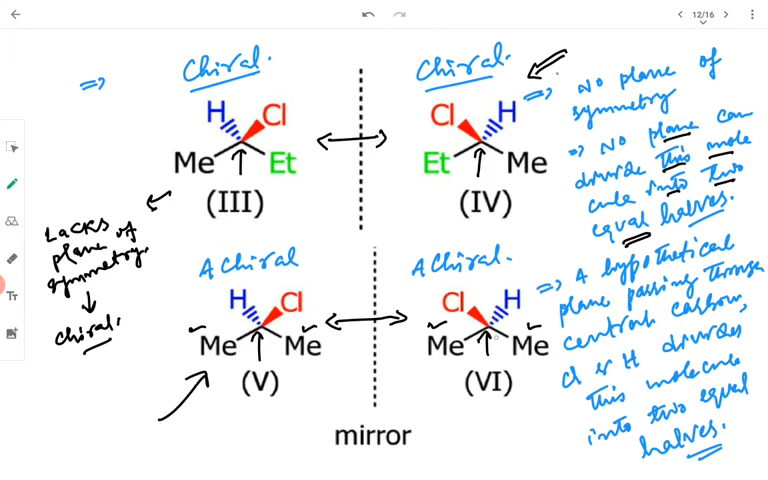 12/16
⇒ Chiral.
Chiral.
H Cl
Me Et
(III)
Cl H
Et Me
(IV)
⇒ No plane of
symmetry
⇒ No plane can
divide this mole
cule into two
equal halves.
Lacks
plane of
symmetry.
chiral.
A Chiral
A Chiral.
H Cl
Me Me
(V)
Cl H
Me Me
(VI)
⇒ A hypothetical
plane passing through
central carbon,
Cl & H divides
this molecule
into two equal
halves.
mirror
Tт